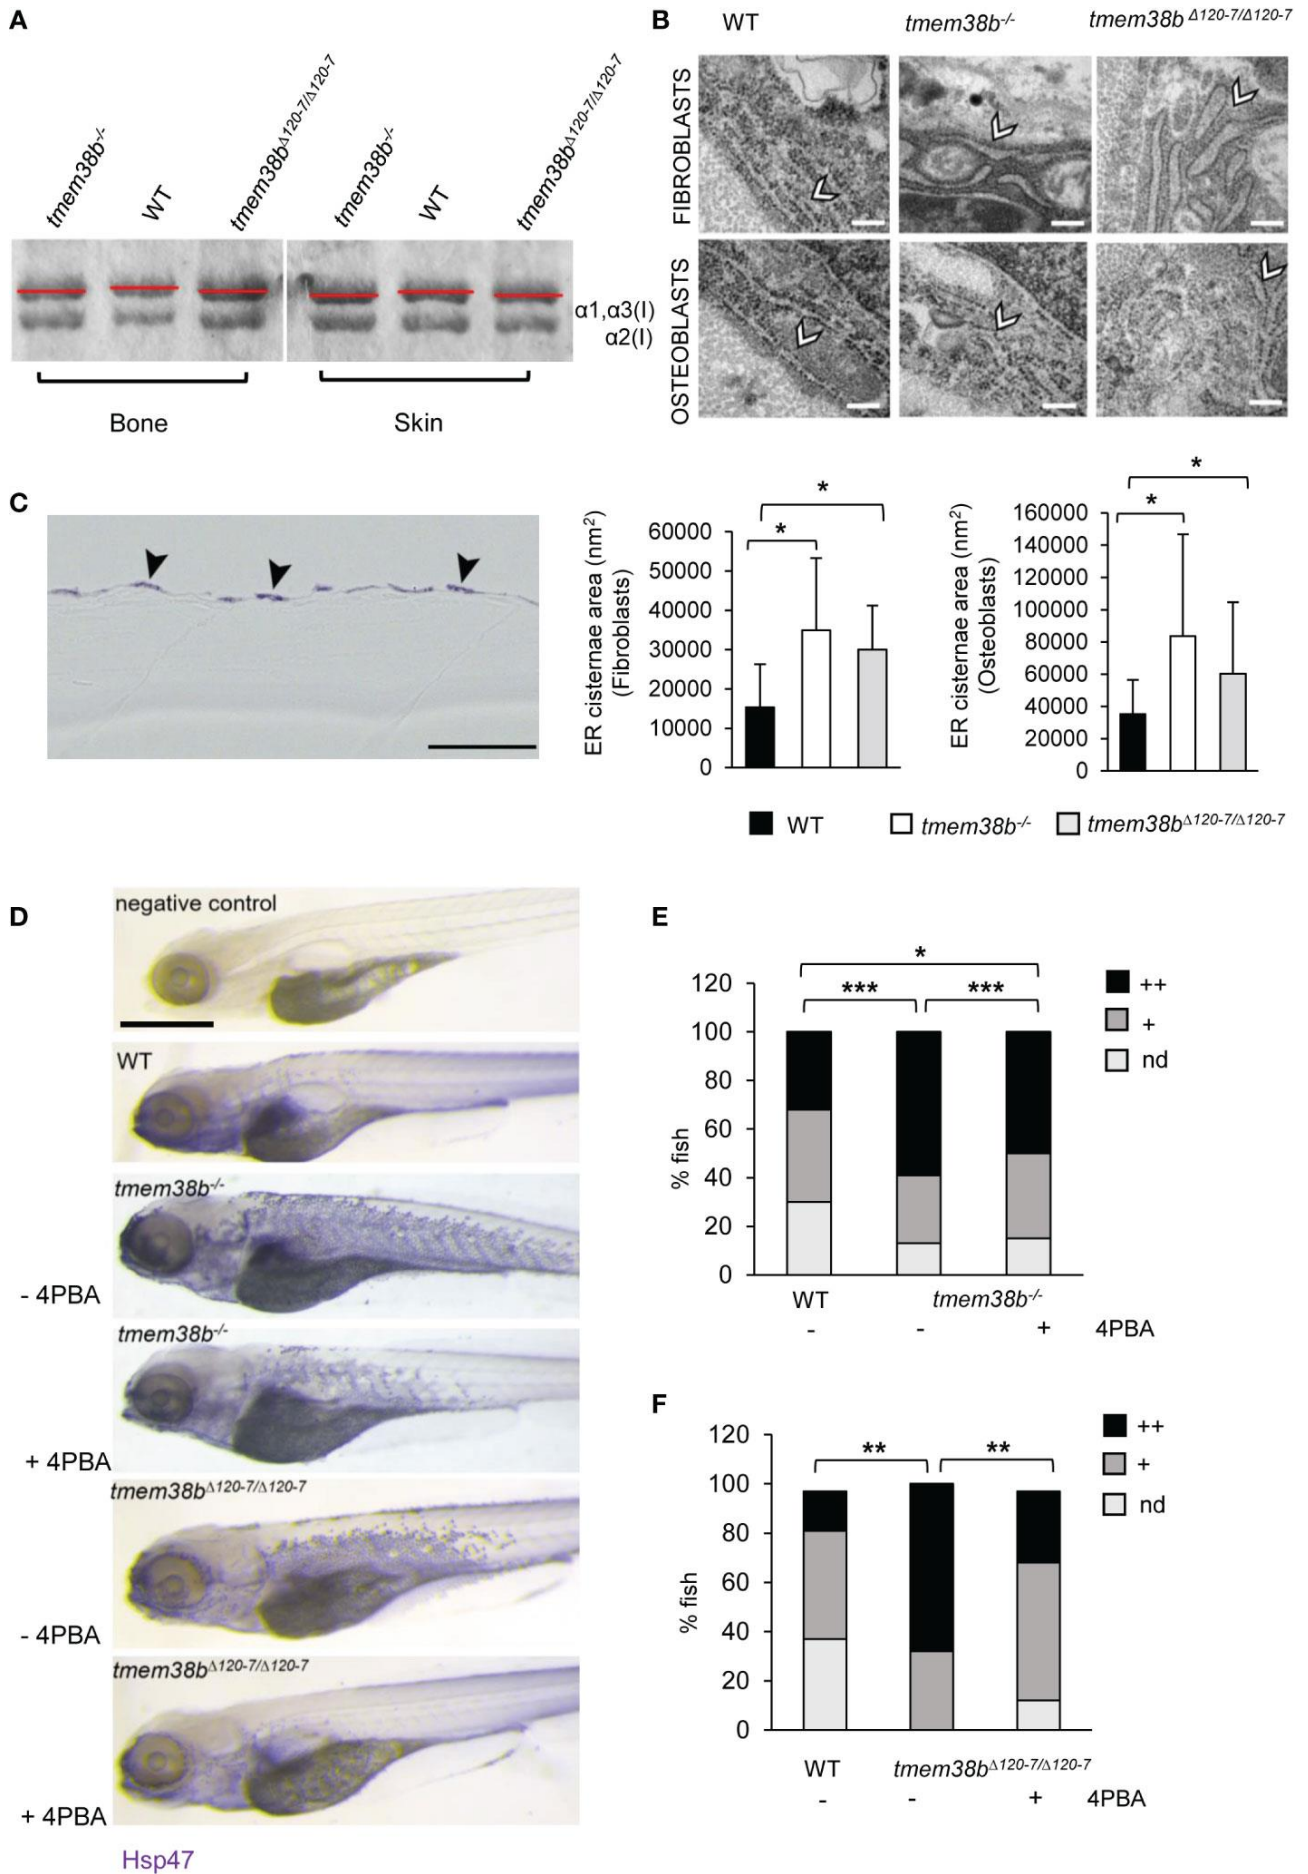 A
tmem38b-/-
WT
tmem38bΔ120-7/Δ120-7
tmem38b-/-
WT
tmem38bΔ120-7/Δ120-7
α1,α3(I)
α2(I)
Bone
Skin
B
WT
tmem38b-/-
tmem38b Δ120-7/Δ120-7
FIBROBLASTS
OSTEOBLASTS
C
ER cisternae area (nm2)
(Fibroblasts)
60000
50000
40000
30000
20000
10000
0
*
*
ER cisternae area (nm2)
(Osteoblasts)
160000
140000
120000
100000
80000
60000
40000
20000
0
*
*
WT
tmem38b-/-
tmem38bΔ120-7/Δ120-7
D
negative control
WT
tmem38b-/-
- 4PBA
tmem38b-/-
+ 4PBA
tmem38bΔ120-7/Δ120-7
- 4PBA
tmem38bΔ120-7/Δ120-7
+ 4PBA
Hsp47
E
% fish
120
100
80
60
40
20
0
*
*** ***
++
+
nd
WT tmem38b-/-
- - + 4PBA
F
% fish
120
100
80
60
40
20
0
** **
++
+
nd
WT tmem38bΔ120-7/Δ120-7
- - + 4PBA